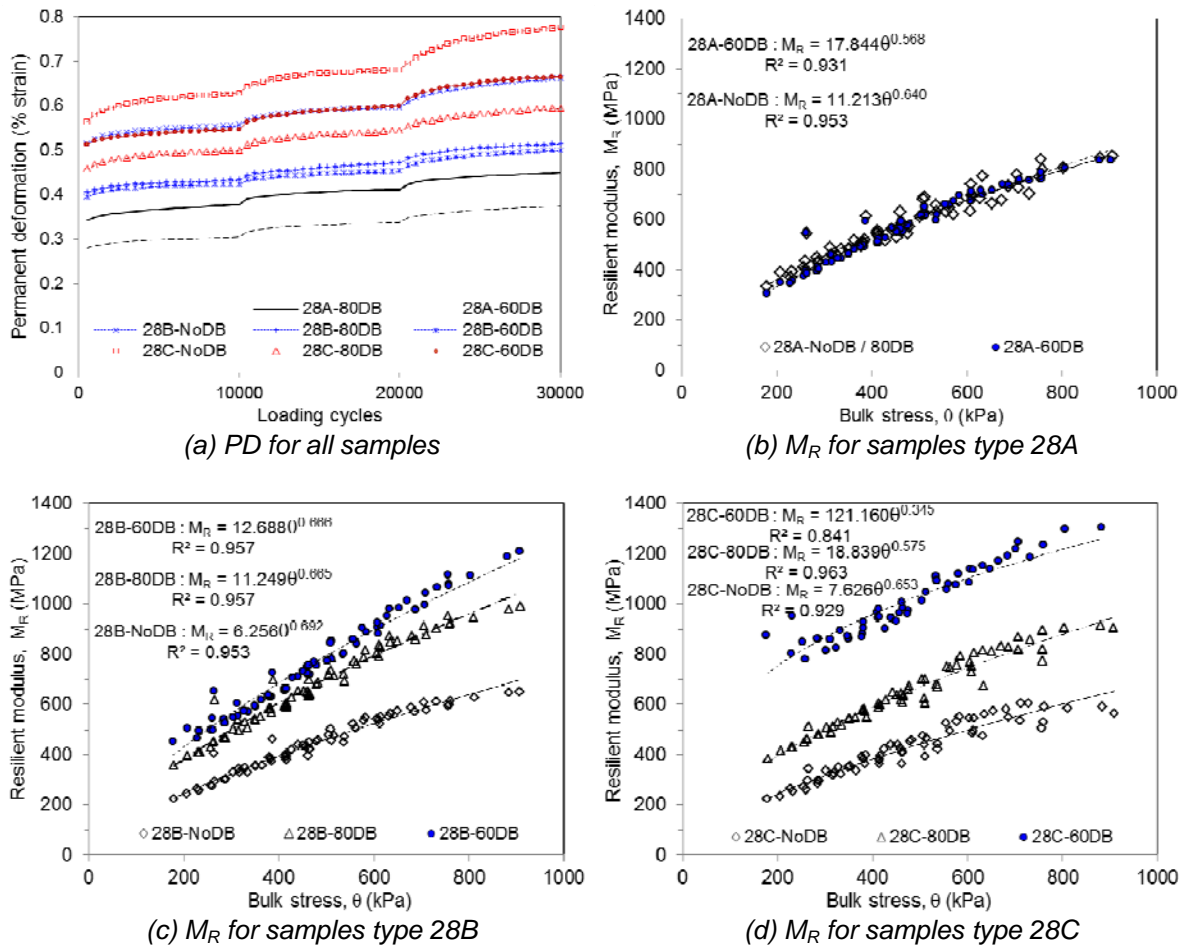 0.8
0.7
0.6
0.5
0.4
0.3
0.2
0.1
0
Permanent deformation (% strain)
28A-80DB 28A-60DB
28B-NoDB 28B-80DB 28B-60DB
28C-NoDB 28C-80DB 28C-60DB
0 10000 20000 30000
Loading cycles
(a) PD for all samples
1400
1200
1000
800
600
400
200
0
Resilient modulus, M_R (MPa)
28A-60DB : M_R = 17.844θ^0.568
R² = 0.931
28A-NoDB : M_R = 11.213θ^0.640
R² = 0.953
28A-NoDB / 80DB 28A-60DB
0 200 400 600 800 1000
Bulk stress, θ (kPa)
(b) M_R for samples type 28A
1400
1200
1000
800
600
400
200
0
Resilient modulus, M_R (MPa)
28B-60DB : M_R = 12.688θ^0.666
R² = 0.957
28B-80DB : M_R = 11.249θ^0.665
R² = 0.957
28B-NoDB : M_R = 6.256θ^0.692
R² = 0.953
28B-NoDB 28B-80DB 28B-60DB
0 200 400 600 800 1000
Bulk stress, θ (kPa)
(c) M_R for samples type 28B
1400
1200
1000
800
600
400
200
0
Resilient modulus, M_R (MPa)
28C-60DB : M_R = 121.160θ^0.345
R² = 0.841
28C-80DB : M_R = 18.839θ^0.575
R² = 0.963
28C-NoDB : M_R = 7.626θ^0.653
R² = 0.929
28C-NoDB 28C-80DB 28C-60DB
0 200 400 600 800 1000
Bulk stress, θ (kPa)
(d) M_R for samples type 28C